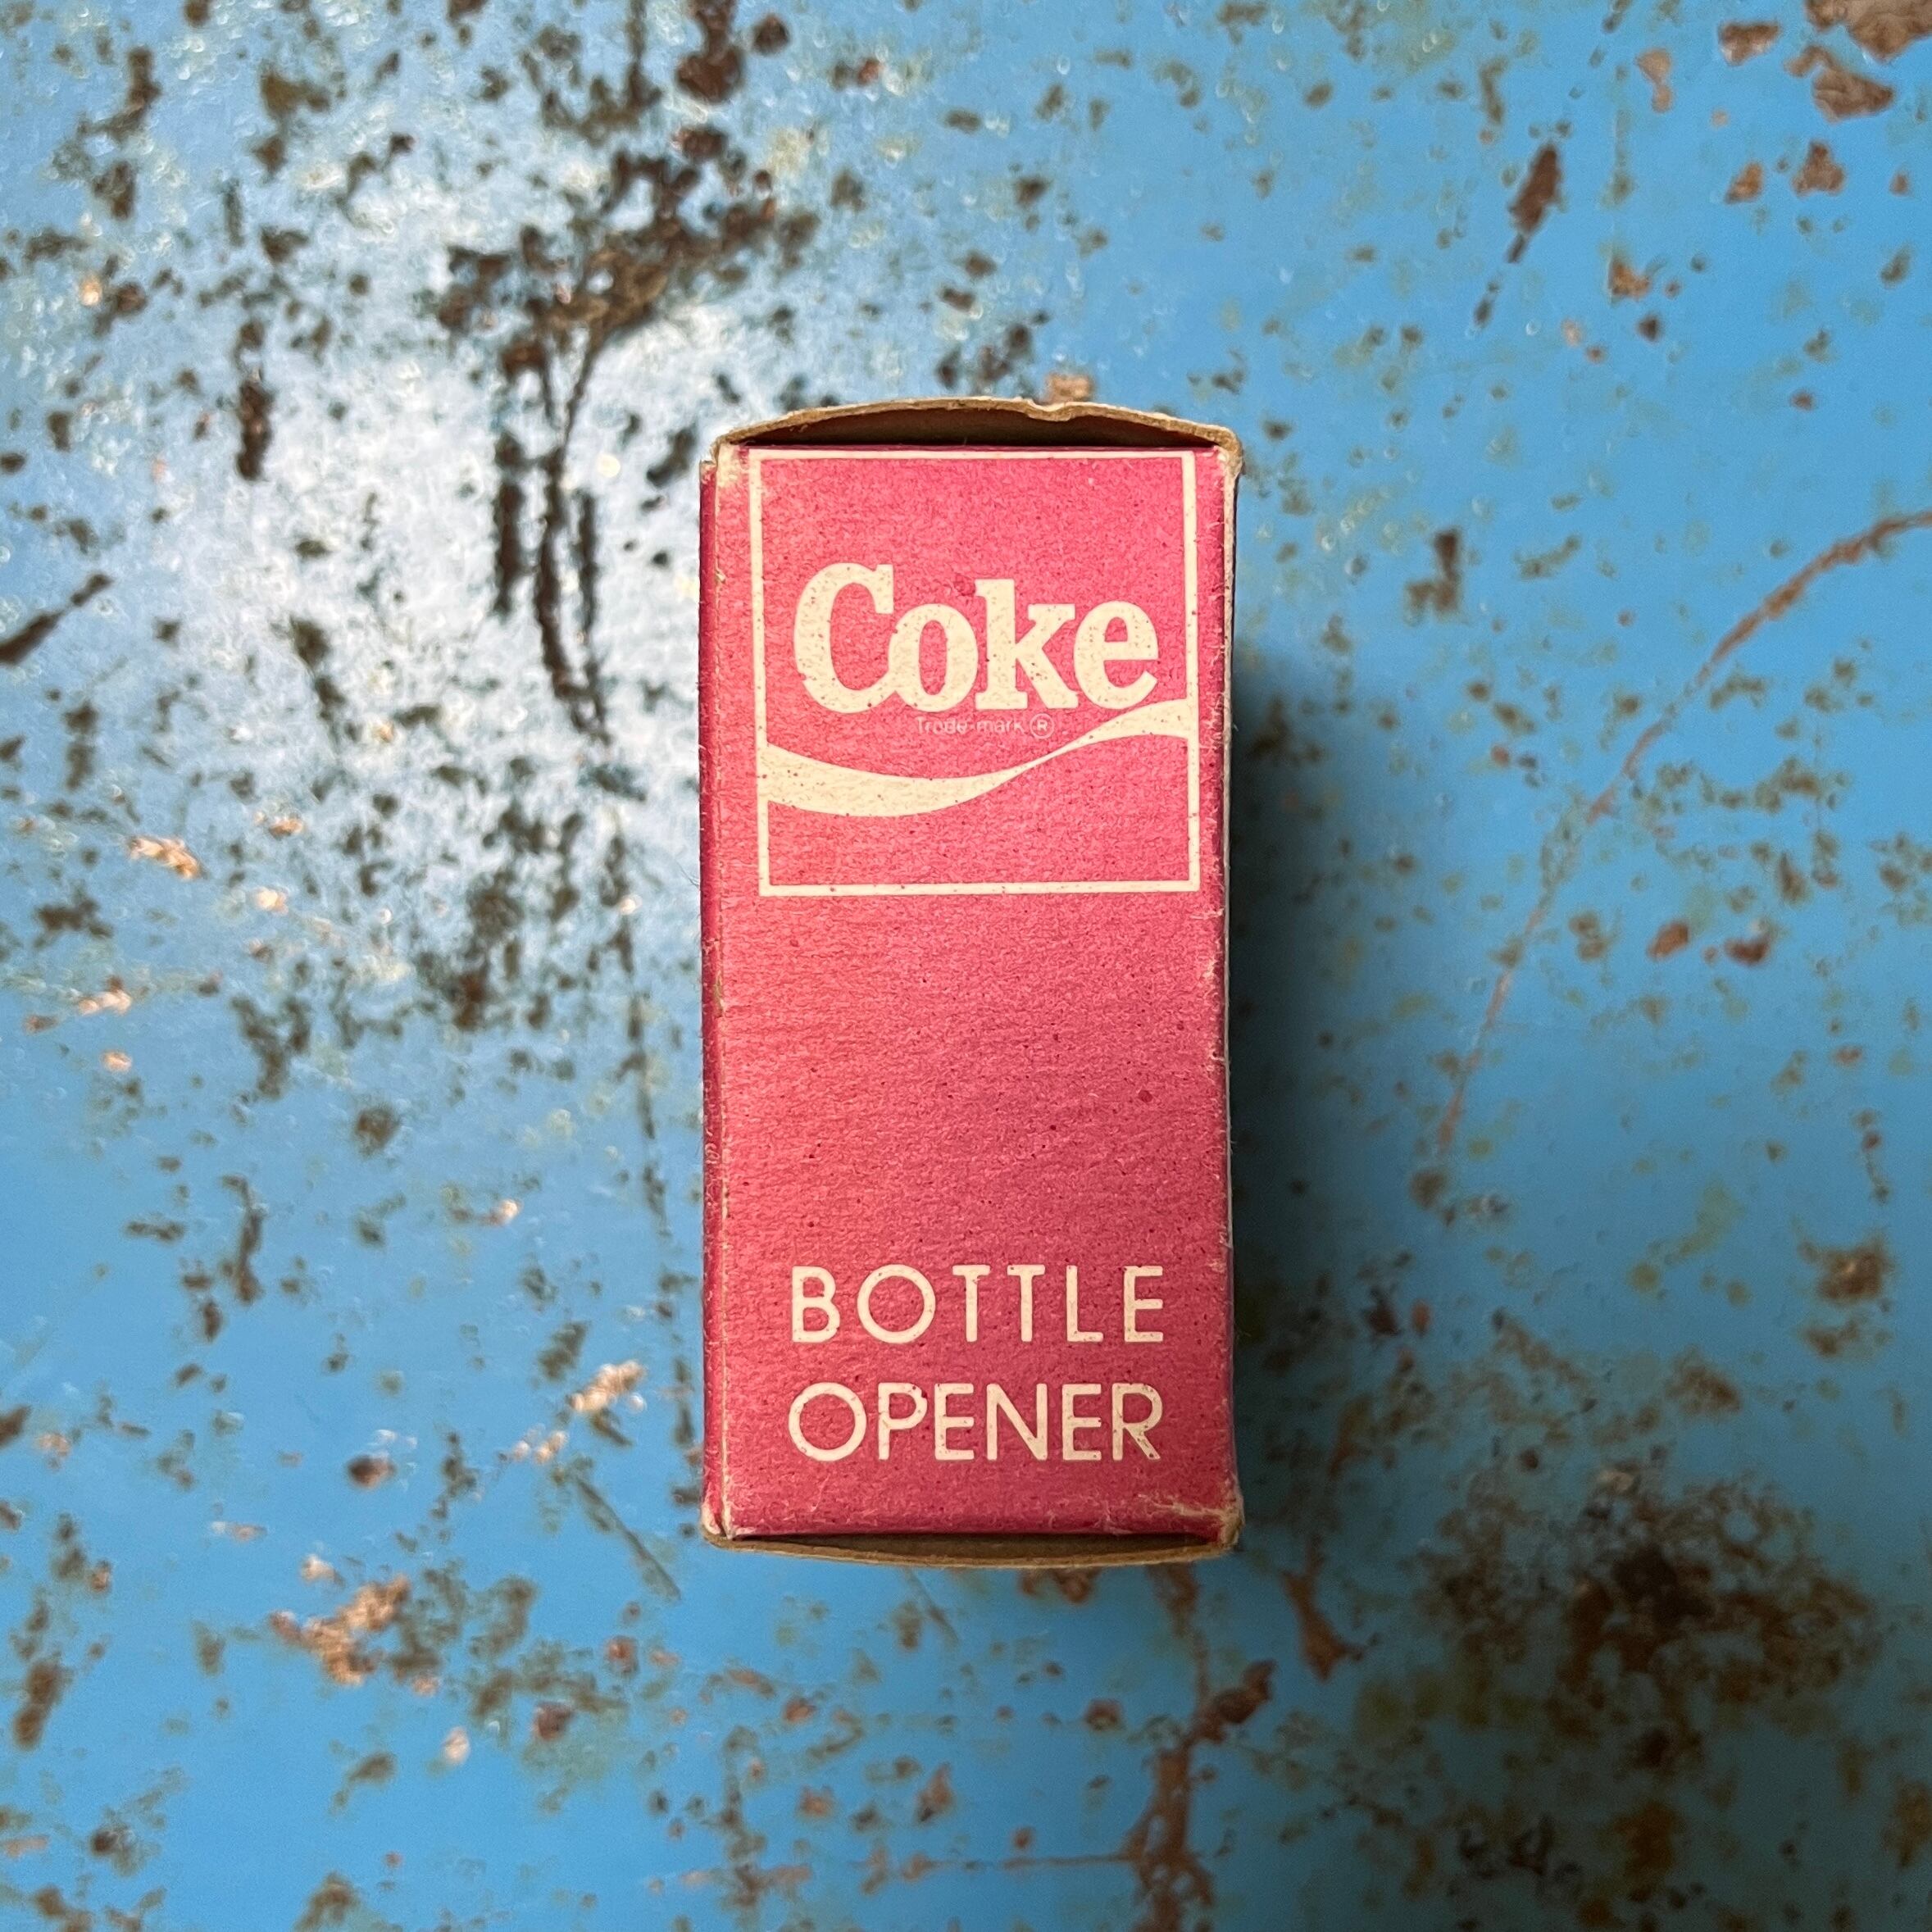 Coke
Trade-mark ®
BOTTLE
OPENER